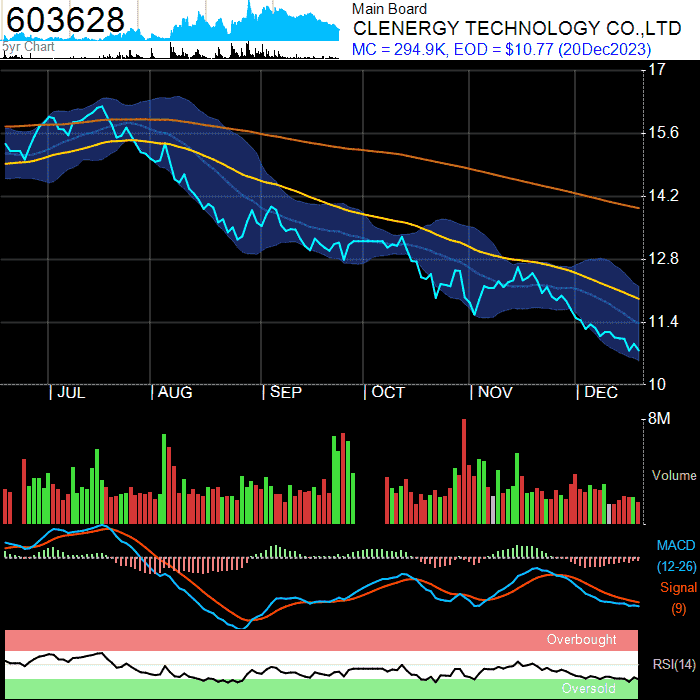 603628
5yr Chart
Main Board
CLENERGY TECHNOLOGY CO.,LTD
MC = 294.9K, EOD = $10.77 (20Dec2023)
17
15.6
14.2
12.8
11.4
10
| JUL | AUG | SEP | OCT | NOV | DEC
8M
Volume
MACD
(12-26)
Signal
(9)
Overbought
RSI(14)
Oversold